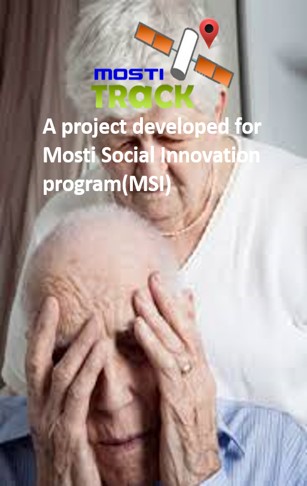 MOSTI
TRaCK
A project developed for
Mosti Social Innovation
program(MSI)